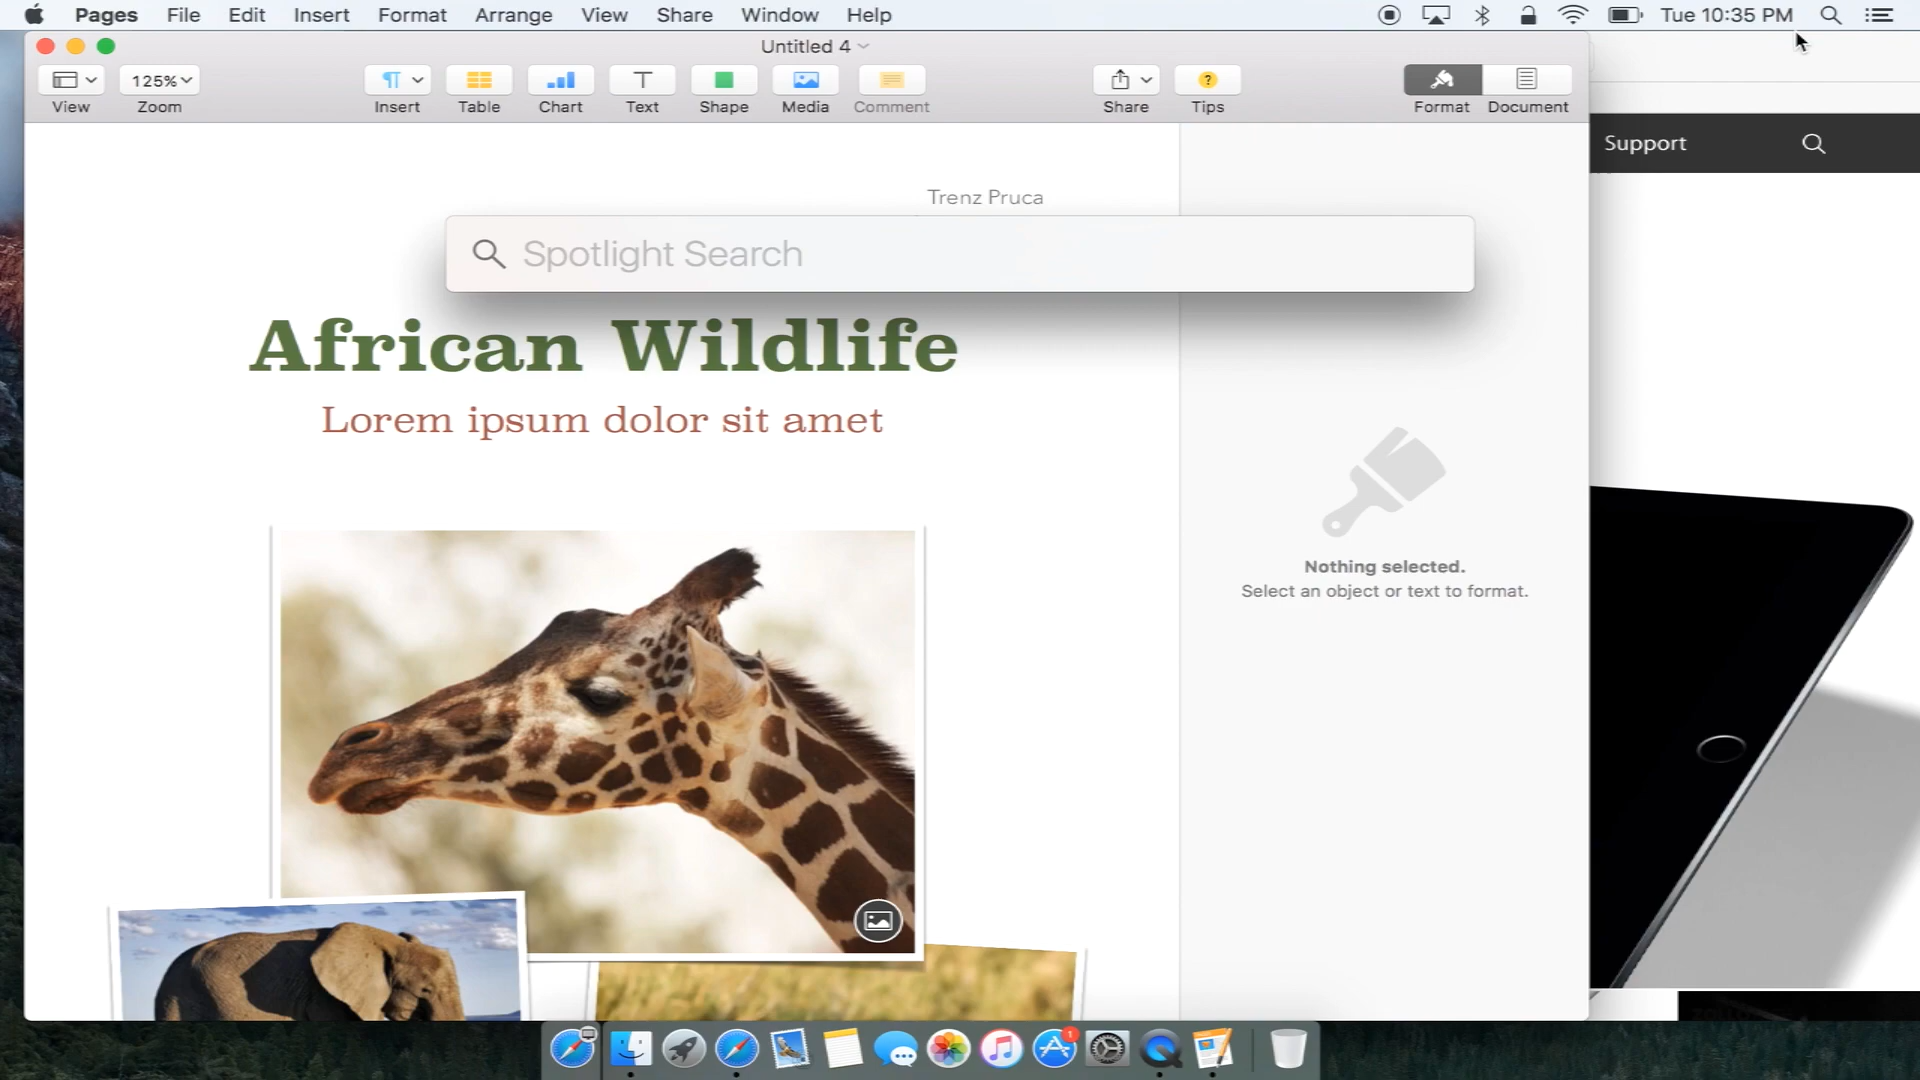 Pages File Edit Insert Format Arrange View Share Window Help Tue 10:35 PM
Untitled 4
125%
View Zoom Insert Table Chart Text Shape Media Comment Share Tips Format Document
Support
Trenz Pruca
Spotlight Search
African Wildlife
Lorem ipsum dolor sit amet
Nothing selected.
Select an object or text to format.
1